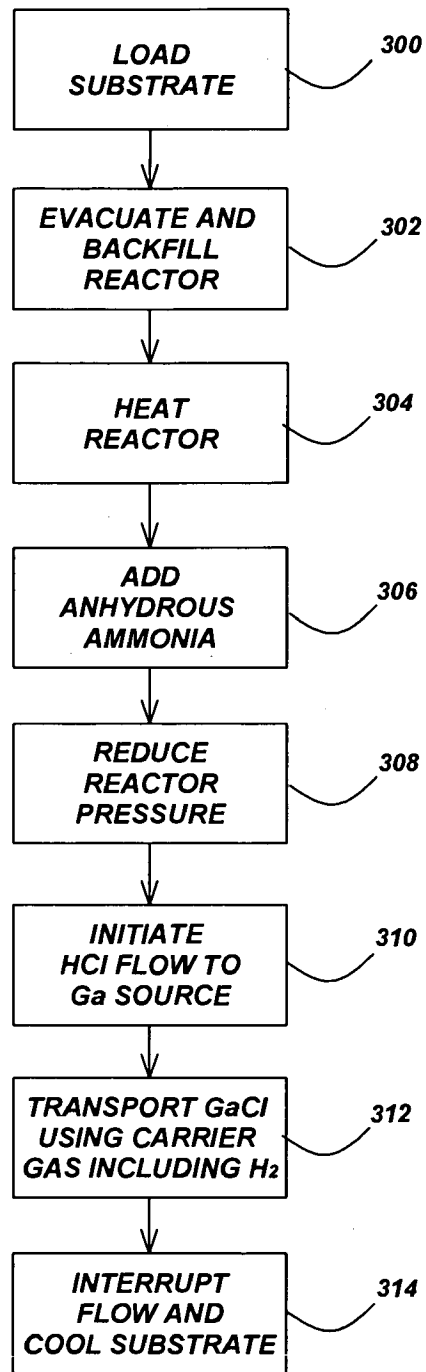 LOAD
SUBSTRATE
300
EVACUATE AND
BACKFILL
REACTOR
302
HEAT
REACTOR
304
ADD
ANHYDROUS
AMMONIA
306
REDUCE
REACTOR
PRESSURE
308
INITIATE
HCl FLOW TO
Ga SOURCE
310
TRANSPORT GaCl
USING CARRIER
GAS INCLUDING H₂
312
INTERRUPT
FLOW AND
COOL SUBSTRATE
314